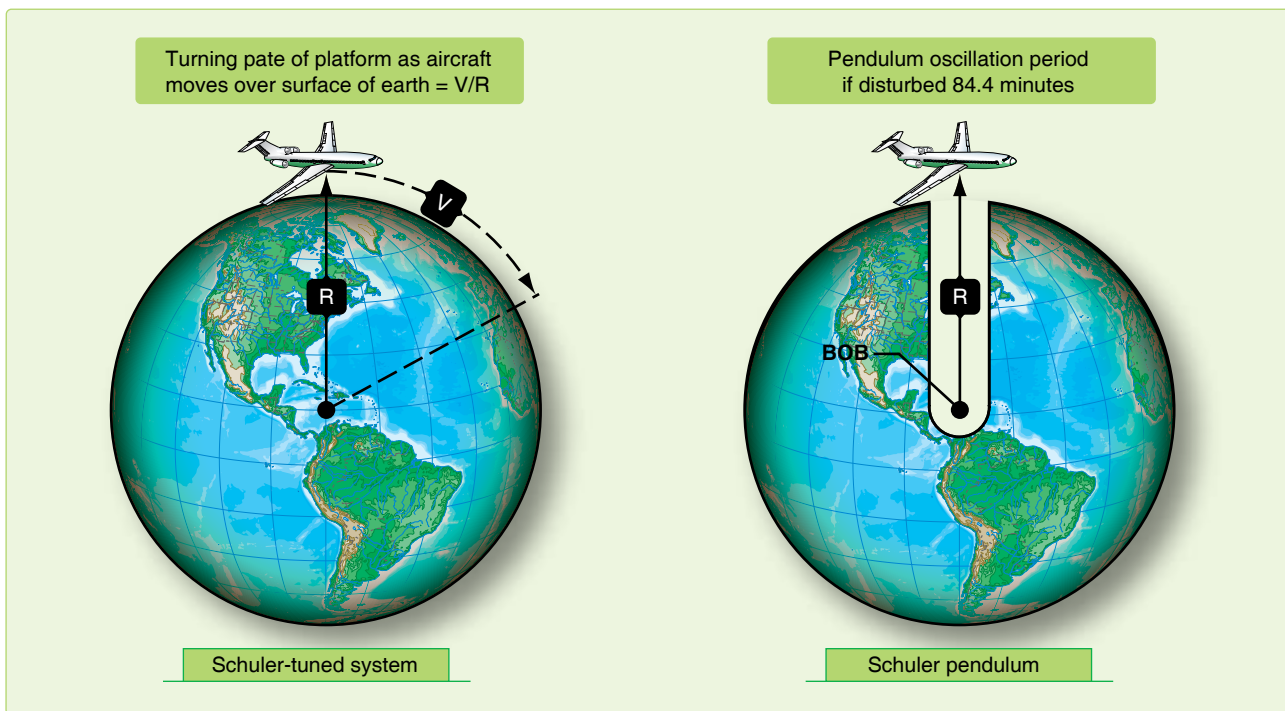 Turning pate of platform as aircraft
moves over surface of earth = V/R
V
R
Schuler-tuned system
Pendulum oscillation period
if disturbed 84.4 minutes
R
BOB
Schuler pendulum